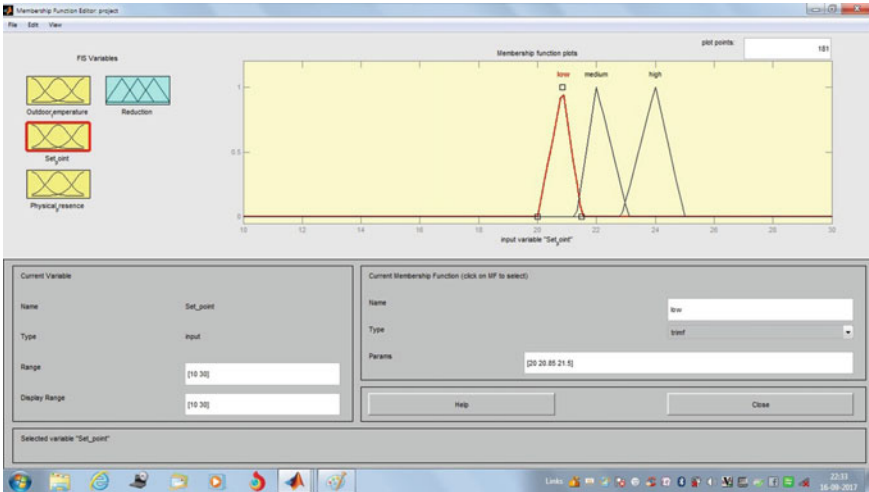 Membership Function Editor: project
File Edit View
FIS Variables
Outdoor_temperature
Reduction
Set_point
Physical_presence
Membership function plots
plot points:
181
low medium high
1
0.5
0
10 12 14 16 18 20 22 24 26 28 30
input variable "Set_point"
Current Variable
Name Set_point
Type input
Range [10 30]
Display Range [10 30]
Current Membership Function (click on MF to select)
Name low
Type trimf
Params [20 20.85 21.5]
Help
Close
Selected variable "Set_point"
Links
22:33
16-09-2017